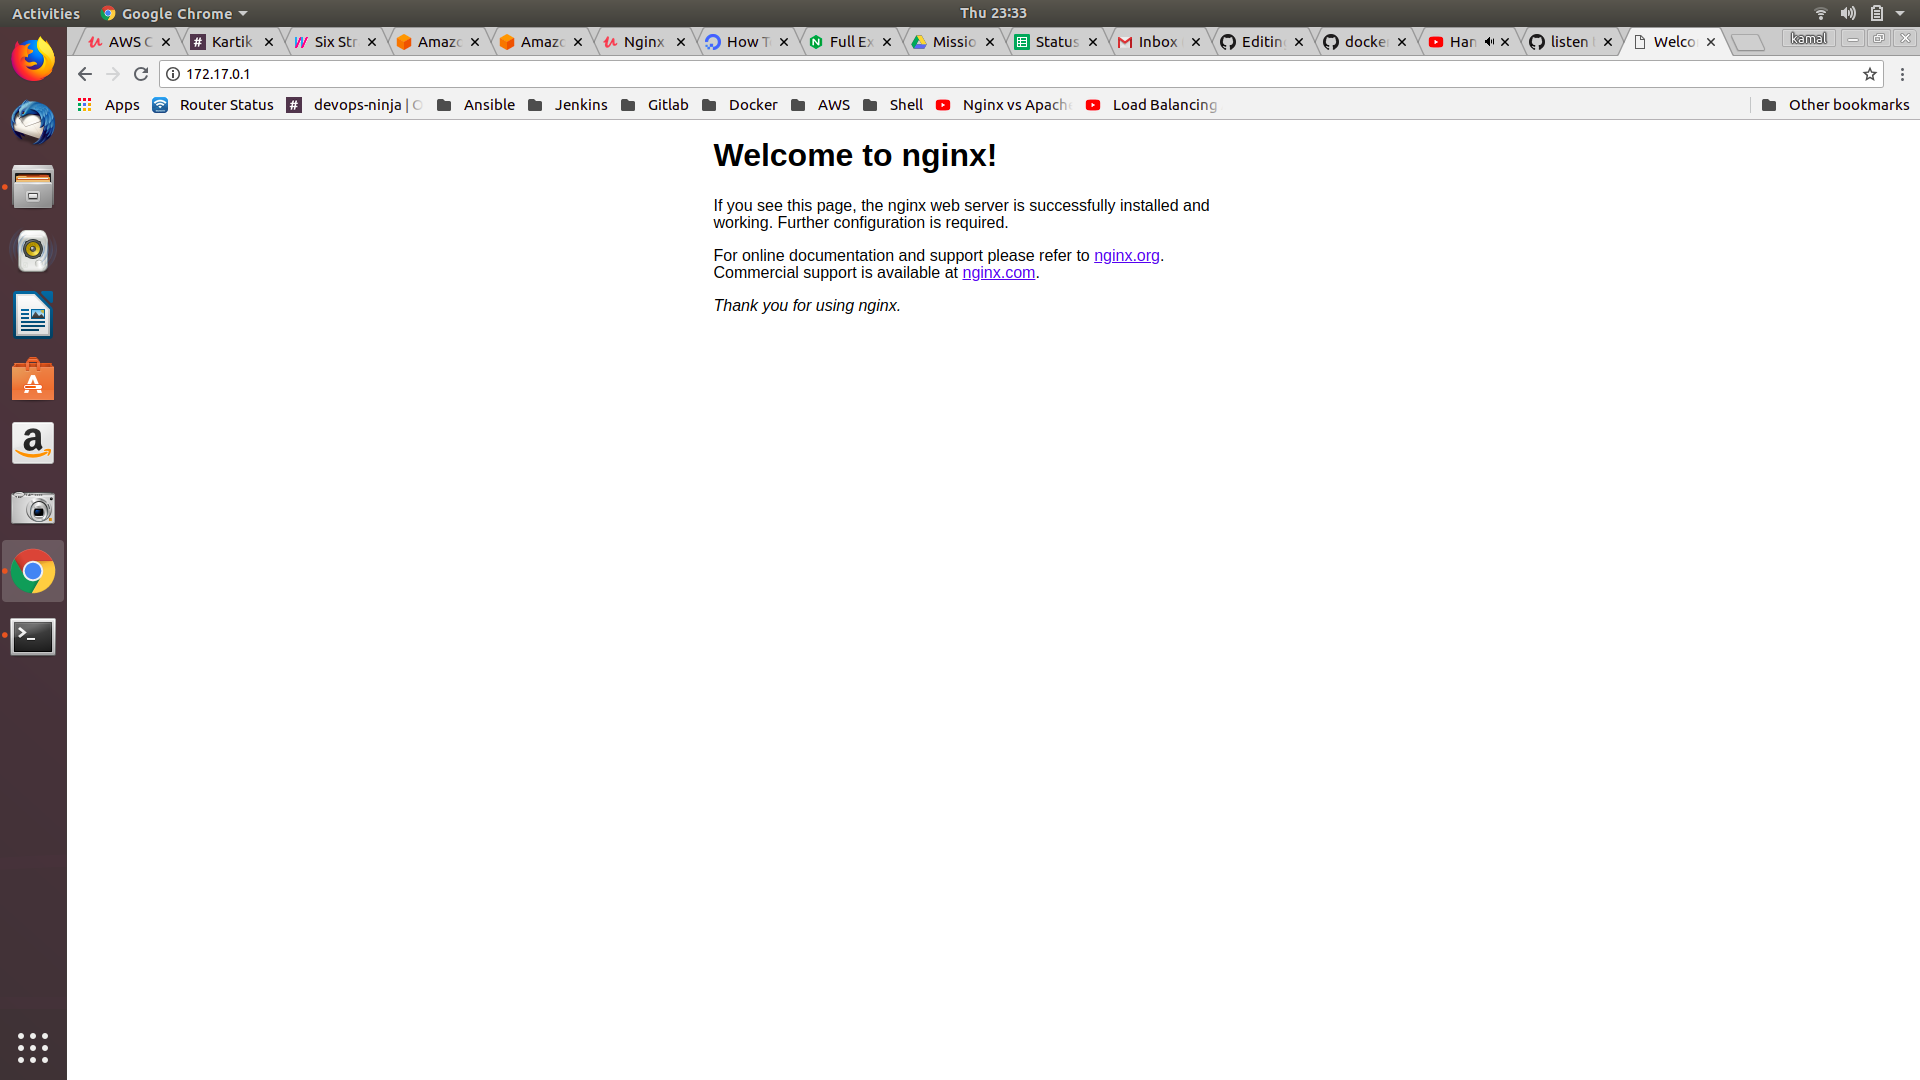 Activities Google Chrome Thu 23:33
AWS C Kartik Six Str Amazo Amazo Nginx How T Full Ex Missio Status Inbox Editin docke Han listen Welco kamal
172.17.0.1
Apps Router Status devops-ninja | Ansible Jenkins Gitlab Docker AWS Shell Nginx vs Apache Load Balancing Other bookmarks
Welcome to nginx!
If you see this page, the nginx web server is successfully installed and
working. Further configuration is required.
For online documentation and support please refer to nginx.org.
Commercial support is available at nginx.com.
Thank you for using nginx.